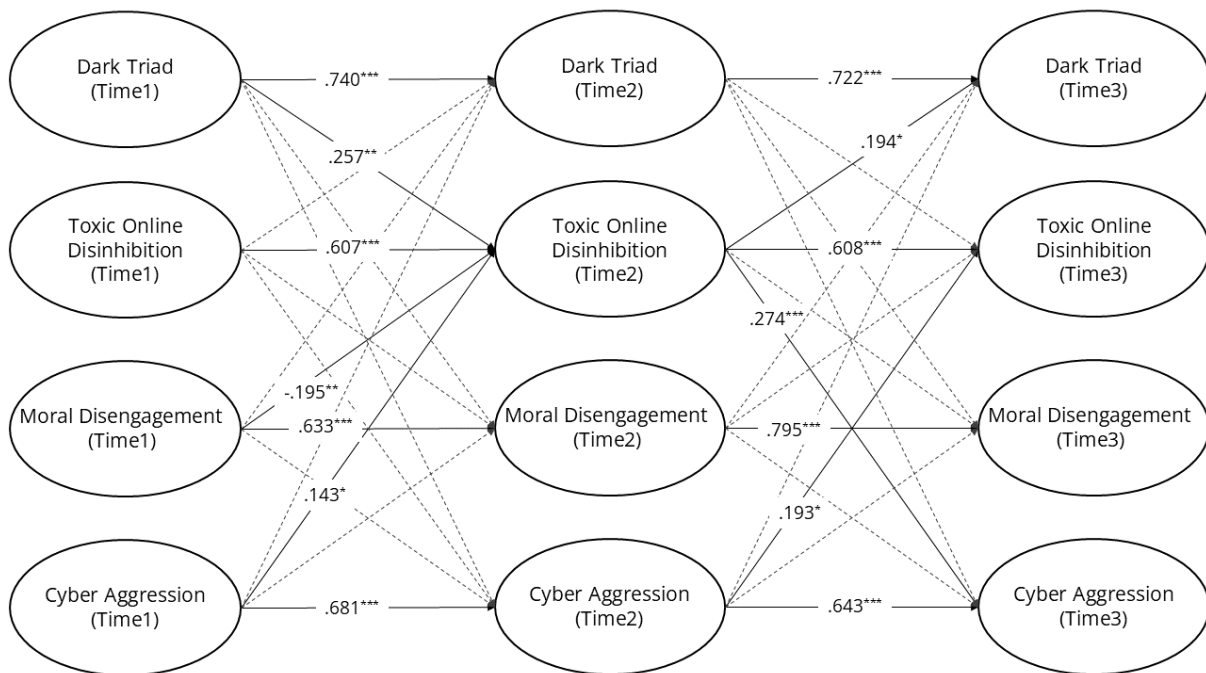 Dark Triad
(Time1)
.740***
Dark Triad
(Time2)
.722***
Dark Triad
(Time3)
.257**
.194*
Toxic Online
Disinhibition
(Time1)
.607***
Toxic Online
Disinhibition
(Time2)
.608***
Toxic Online
Disinhibition
(Time3)
.274***
-.195**
Moral Disengagement
(Time1)
.633***
Moral Disengagement
(Time2)
.795***
Moral Disengagement
(Time3)
.143*
.193*
Cyber Aggression
(Time1)
.681***
Cyber Aggression
(Time2)
.643***
Cyber Aggression
(Time3)